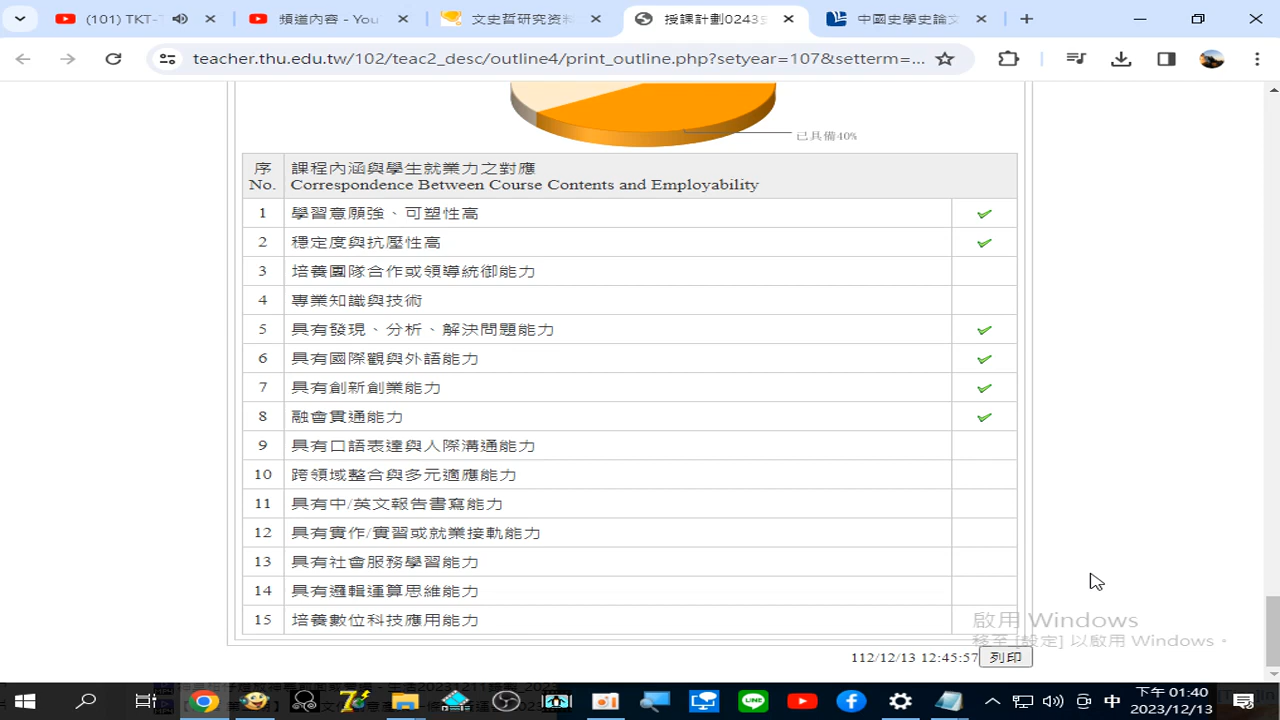 (101) TKT-T
頻道內容 - You
文史哲研究资料
授課計劃0243
中國史學史論文
teacher.thu.edu.tw/102/teac2_desc/outline4/print_outline.php?setyear=107&setterm=...
已具備40%
序 No.
課程內涵與學生就業力之對應
Correspondence Between Course Contents and Employability
1 學習意願強、可塑性高
2 穩定度與抗壓性高
3 培養團隊合作或領導統御能力
4 專業知識與技術
5 具有發現、分析、解決問題能力
6 具有國際觀與外語能力
7 具有創新創業能力
8 融會貫通能力
9 具有口語表達與人際溝通能力
10 跨領域整合與多元適應能力
11 具有中/英文報告書寫能力
12 具有實作/實習或就業接軌能力
13 具有社會服務學習能力
14 具有邏輯運算思維能力
15 培養數位科技應用能力
啟用 Windows
移至 [設定] 以啟用 Windows。
112/12/13 12:45:57 列印
中
下午 01:40
2023/12/13